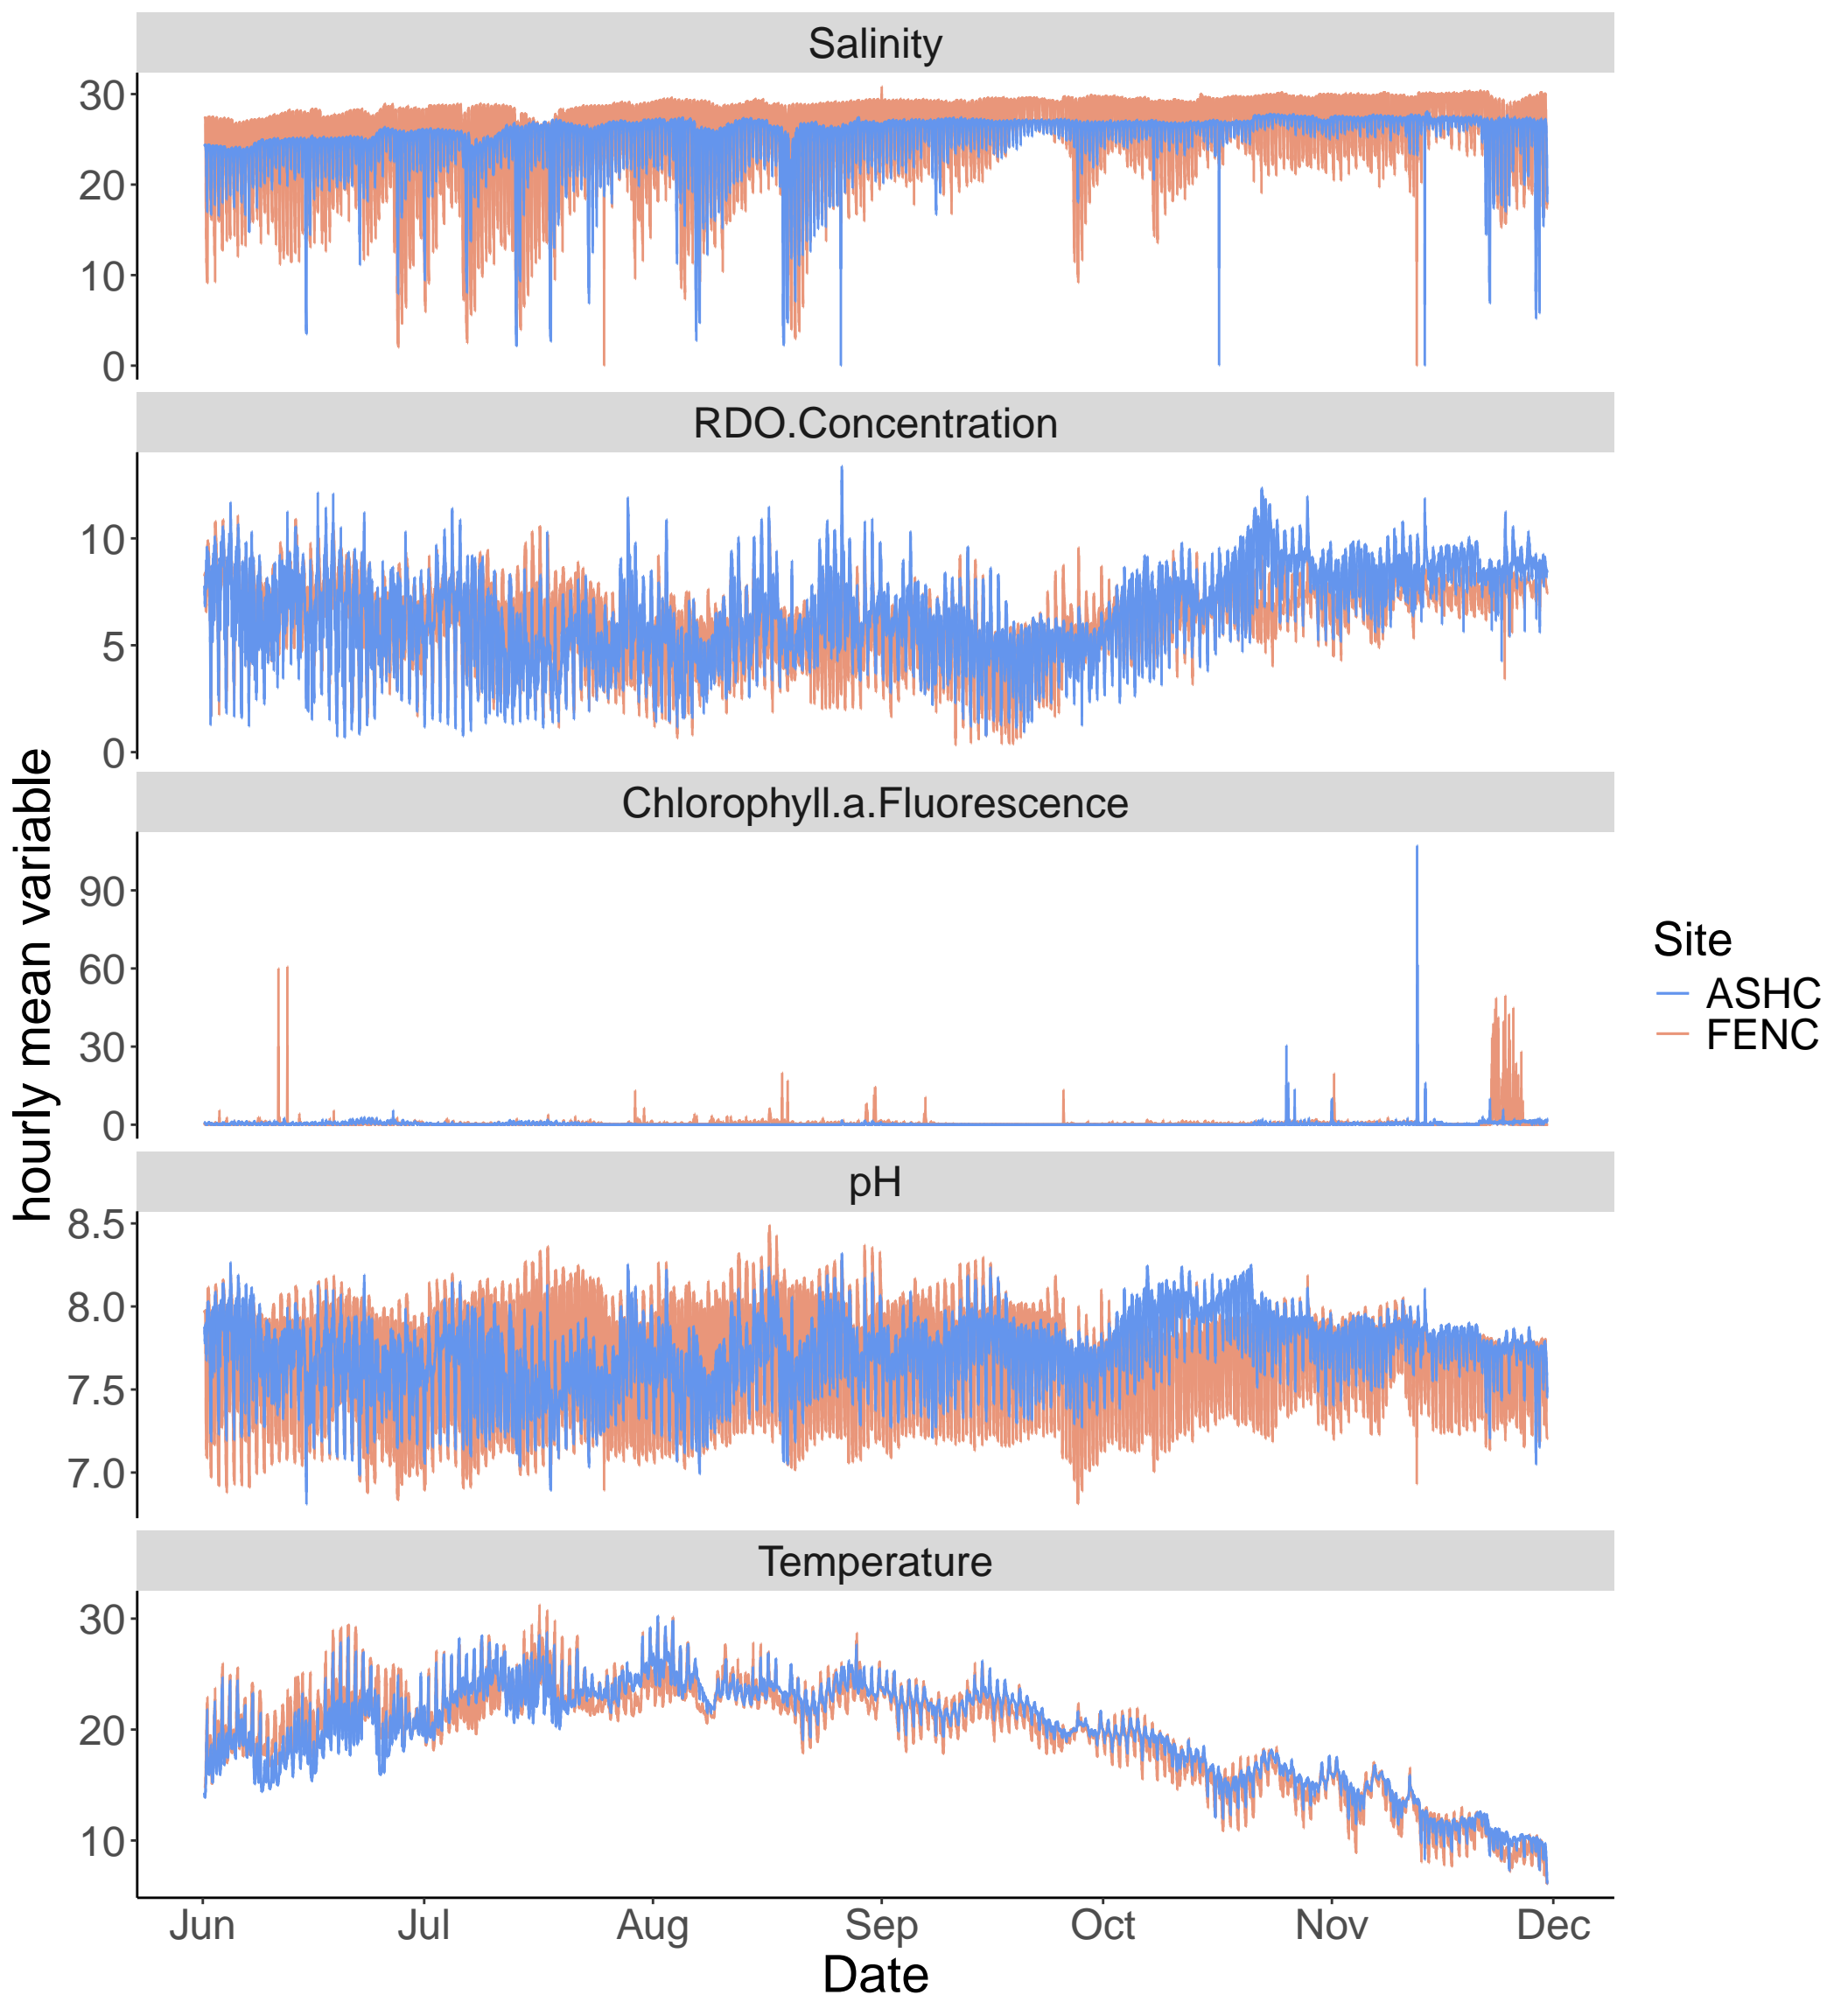 Salinity
30
20
10
0
RDO.Concentration
10
5
0
Chlorophyll.a.Fluorescence
90
60
30
0
pH
8.5
8.0
7.5
7.0
Temperature
30
20
10
Jun Jul Aug Sep Oct Nov Dec
Date
hourly mean variable
Site
ASHC
FENC